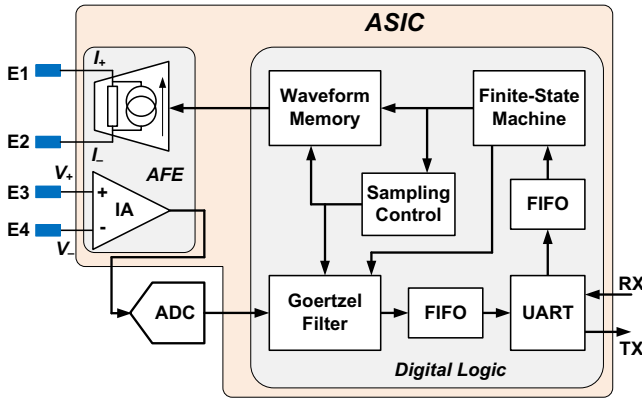 ASIC
E1
I+
Waveform
Memory
Finite-State
Machine
E2
I–
AFE
V+
E3
+
IA
Sampling
Control
FIFO
E4
-
V–
ADC
Goertzel
Filter
FIFO
UART
RX
TX
Digital Logic